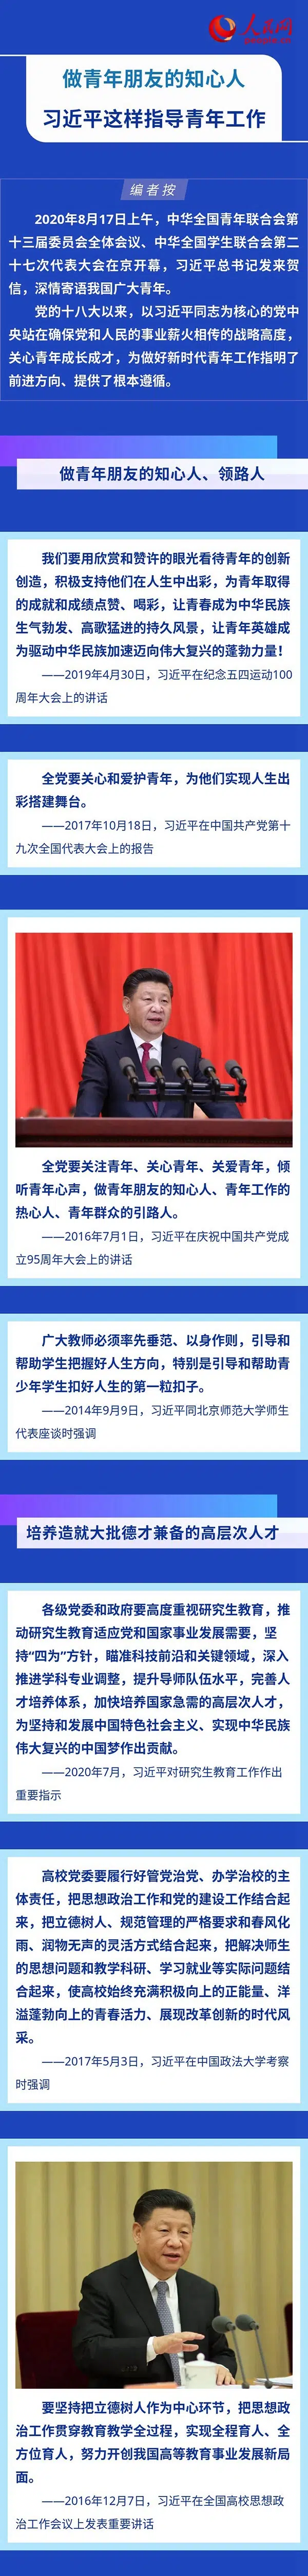 人民网
people.cn
做青年朋友的知心人
习近平这样指导青年工作
编者按
2020年8月17日上午，中华全国青年联合会第
十三届委员会全体会议、中华全国学生联合会第二
十七次代表大会在京开幕，习近平总书记发来贺
信，深情寄语我国广大青年。
党的十八大以来，以习近平同志为核心的党中
央站在确保党和人民的事业薪火相传的战略高度，
关心青年成长成才，为做好新时代青年工作指明了
前进方向、提供了根本遵循。
做青年朋友的知心人、领路人
我们要用欣赏和赞许的眼光看待青年的创新
创造，积极支持他们在人生中出彩，为青年取得
的成就和成绩点赞、喝彩，让青春成为中华民族
生气勃发、高歌猛进的持久风景，让青年英雄成
为驱动中华民族加速迈向伟大复兴的蓬勃力量！
——2019年4月30日，习近平在纪念五四运动100
周年大会上的讲话
全党要关心和爱护青年，为他们实现人生出
彩搭建舞台。
——2017年10月18日，习近平在中国共产党第十
九次全国代表大会上的报告
全党要关注青年、关心青年、关爱青年，倾
听青年心声，做青年朋友的知心人、青年工作的
热心人、青年群众的引路人。
——2016年7月1日，习近平在庆祝中国共产党成
立95周年大会上的讲话
广大教师必须率先垂范、以身作则，引导和
帮助学生把握好人生方向，特别是引导和帮助青
少年学生扣好人生的第一粒扣子。
——2014年9月9日，习近平同北京师范大学师生
代表座谈时强调
培养造就大批德才兼备的高层次人才
各级党委和政府要高度重视研究生教育，推
动研究生教育适应党和国家事业发展需要，坚
持“四为”方针，瞄准科技前沿和关键领域，深入
推进学科专业调整，提升导师队伍水平，完善人
才培养体系，加快培养国家急需的高层次人才，
为坚持和发展中国特色社会主义、实现中华民族
伟大复兴的中国梦作出贡献。
——2020年7月，习近平对研究生教育工作作出
重要指示
高校党委要履行好管党治党、办学治校的主
体责任，把思想政治工作和党的建设工作结合起
来，把立德树人、规范管理的严格要求和春风化
雨、润物无声的灵活方式结合起来，把解决师生
的思想问题和教学科研、学习就业等实际问题结
合起来，使高校始终充满积极向上的正能量、洋
溢蓬勃向上的青春活力、展现改革创新的时代风
采。
——2017年5月3日，习近平在中国政法大学考察
时强调
要坚持把立德树人作为中心环节，把思想政
治工作贯穿教育教学全过程，实现全程育人、全
方位育人，努力开创我国高等教育事业发展新局
面。
——2016年12月7日，习近平在全国高校思想政
治工作会议上发表重要讲话